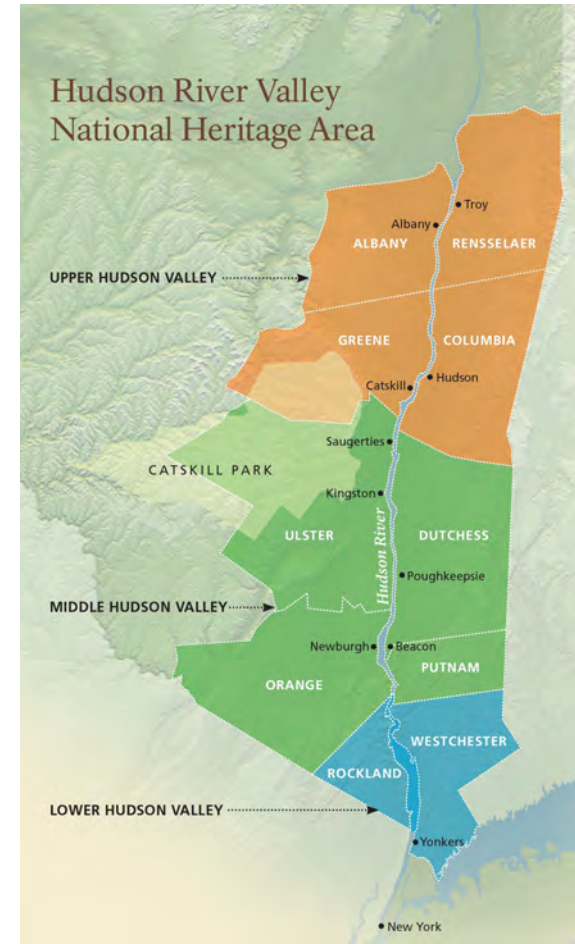 Hudson River Valley
National Heritage Area
Troy
Albany
ALBANY
RENSSELAER
UPPER HUDSON VALLEY
GREENE
COLUMBIA
Hudson
Catskill
Saugerties
CATSKILL PARK
Kingston
ULSTER
DUTCHESS
Hudson River
Poughkeepsie
MIDDLE HUDSON VALLEY
Newburgh
Beacon
PUTNAM
ORANGE
WESTCHESTER
ROCKLAND
LOWER HUDSON VALLEY
Yonkers
New York